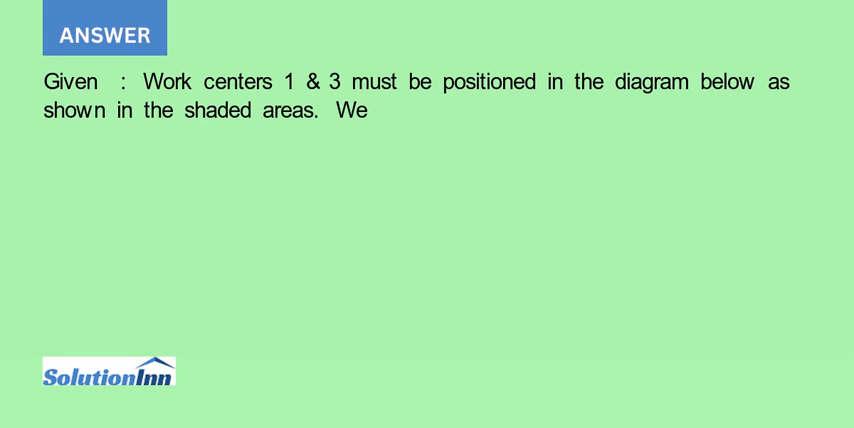 ANSWER
Given : Work centers 1 & 3 must be positioned in the diagram below as
shown in the shaded areas. We
SolutionInn